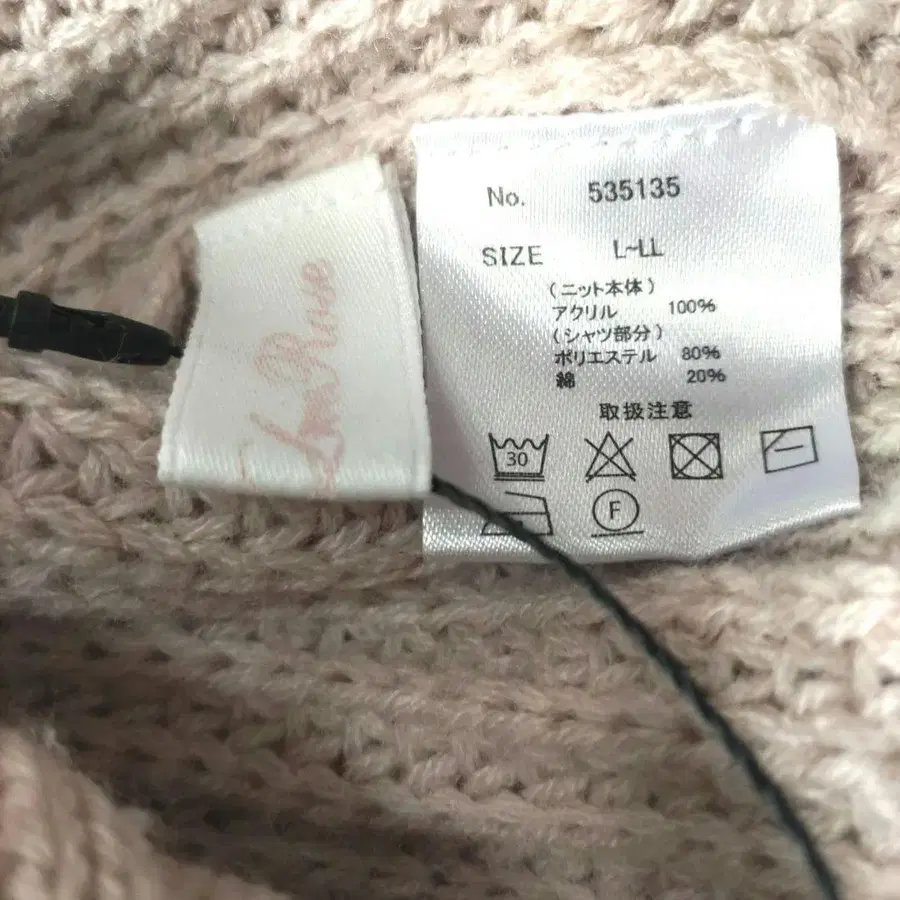 Rose
No. 535135
SIZE L~LL
(ニット本体)
アクリル 100%
(シャツ部分)
ポリエステル 80%
綿 20%
取扱注意
30
F